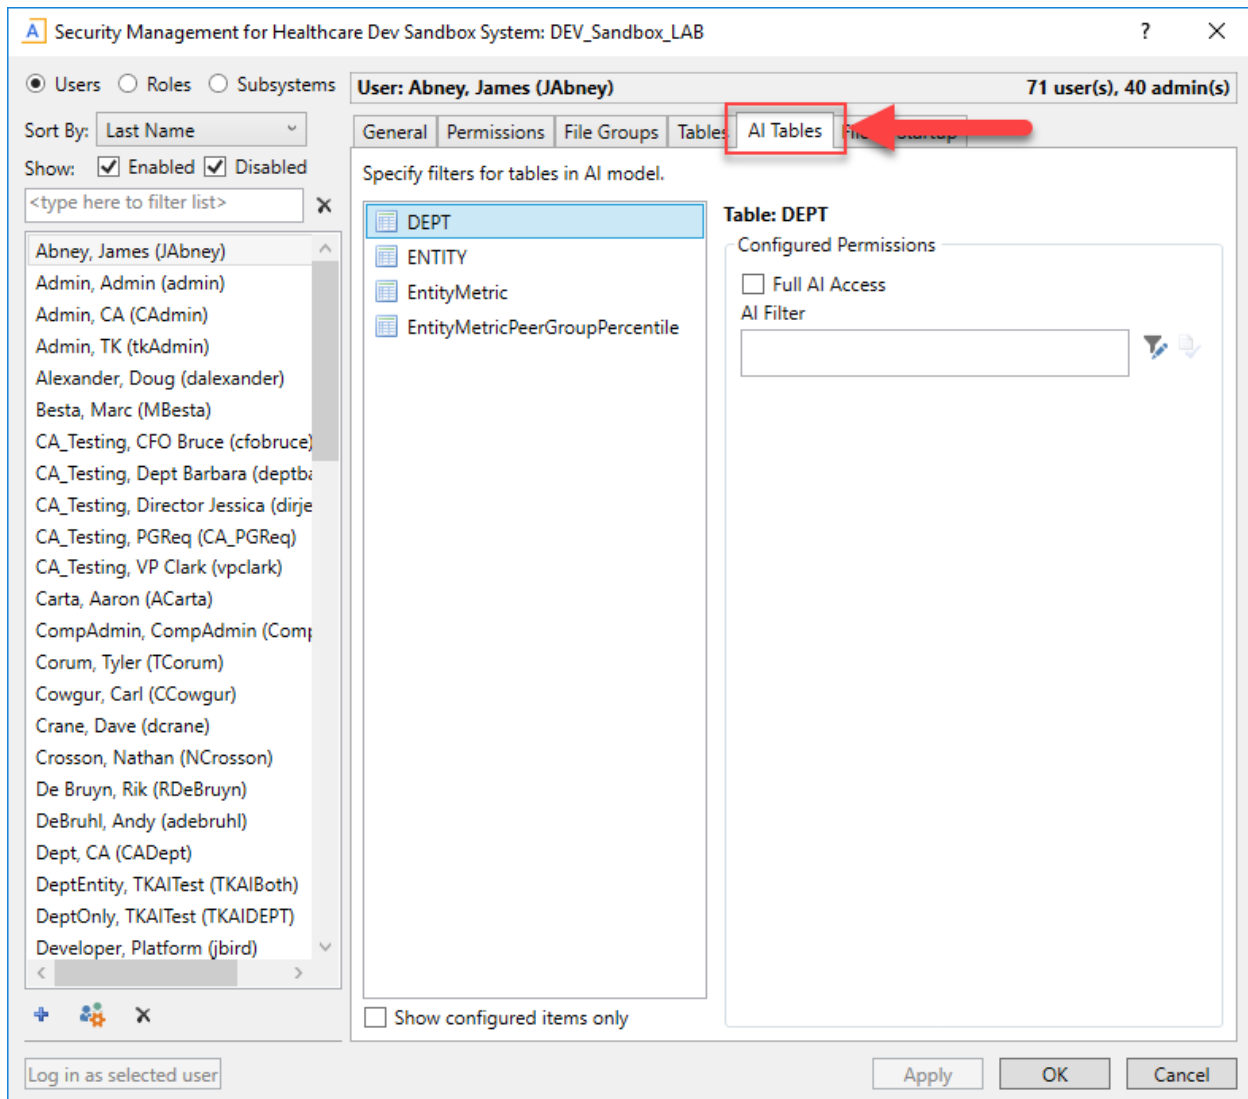 A Security Management for Healthcare Dev Sandbox System: DEV_Sandbox_LAB ?
Users Roles Subsystems
User: Abney, James (JAbney) 71 user(s), 40 admin(s)
Sort By: Last Name
General Permissions File Groups Tables AI Tables
Show: Enabled Disabled
Specify filters for tables in AI model.
<type here to filter list>
Abney, James (JAbney)
Admin, Admin (admin)
Admin, CA (CAdmin)
Admin, TK (tkAdmin)
Alexander, Doug (dalexander)
Besta, Marc (MBesta)
CA_Testing, CFO Bruce (cfobruce)
CA_Testing, Dept Barbara (deptba
CA_Testing, Director Jessica (dirje
CA_Testing, PGReq (CA_PGReq)
CA_Testing, VP Clark (vpclark)
Carta, Aaron (ACarta)
CompAdmin, CompAdmin (Comp
Corum, Tyler (TCorum)
Cowgur, Carl (CCowgur)
Crane, Dave (dcrane)
Crosson, Nathan (NCrosson)
De Bruyn, Rik (RDeBruyn)
DeBruhl, Andy (adebruhl)
Dept, CA (CADept)
DeptEntity, TKAITest (TKAIBoth)
DeptOnly, TKAITest (TKAIDEPT)
Developer, Platform (jbird)
DEPT
ENTITY
EntityMetric
EntityMetricPeerGroupPercentile
Table: DEPT
Configured Permissions
Full AI Access
AI Filter
Show configured items only
Log in as selected user
Apply OK Cancel